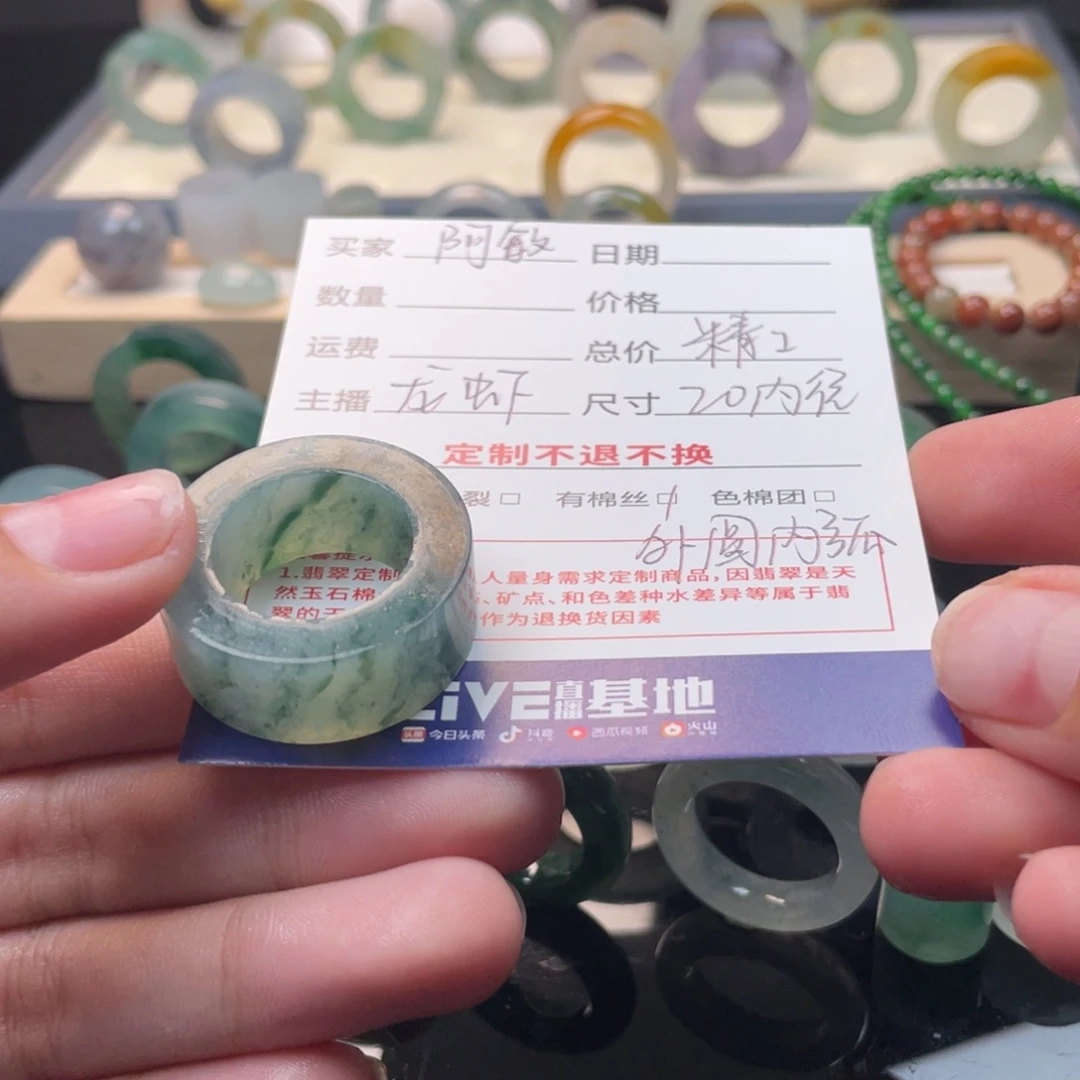 买家 阿敏 日期
数量 价格
运费 总价 精工
主播 龙虾 尺寸 20内径
定制不退不换
裂□ 有棉丝□ 色棉团□
外圆内弧
1.翡翠定制 人量身需求定制商品,因翡翠是天
然玉石棉 、矿点、和色差种水差异等属于翡
翠的天 作为退换货因素
LiVE直播基地
头条 今日头条 抖音 西瓜视频 火山